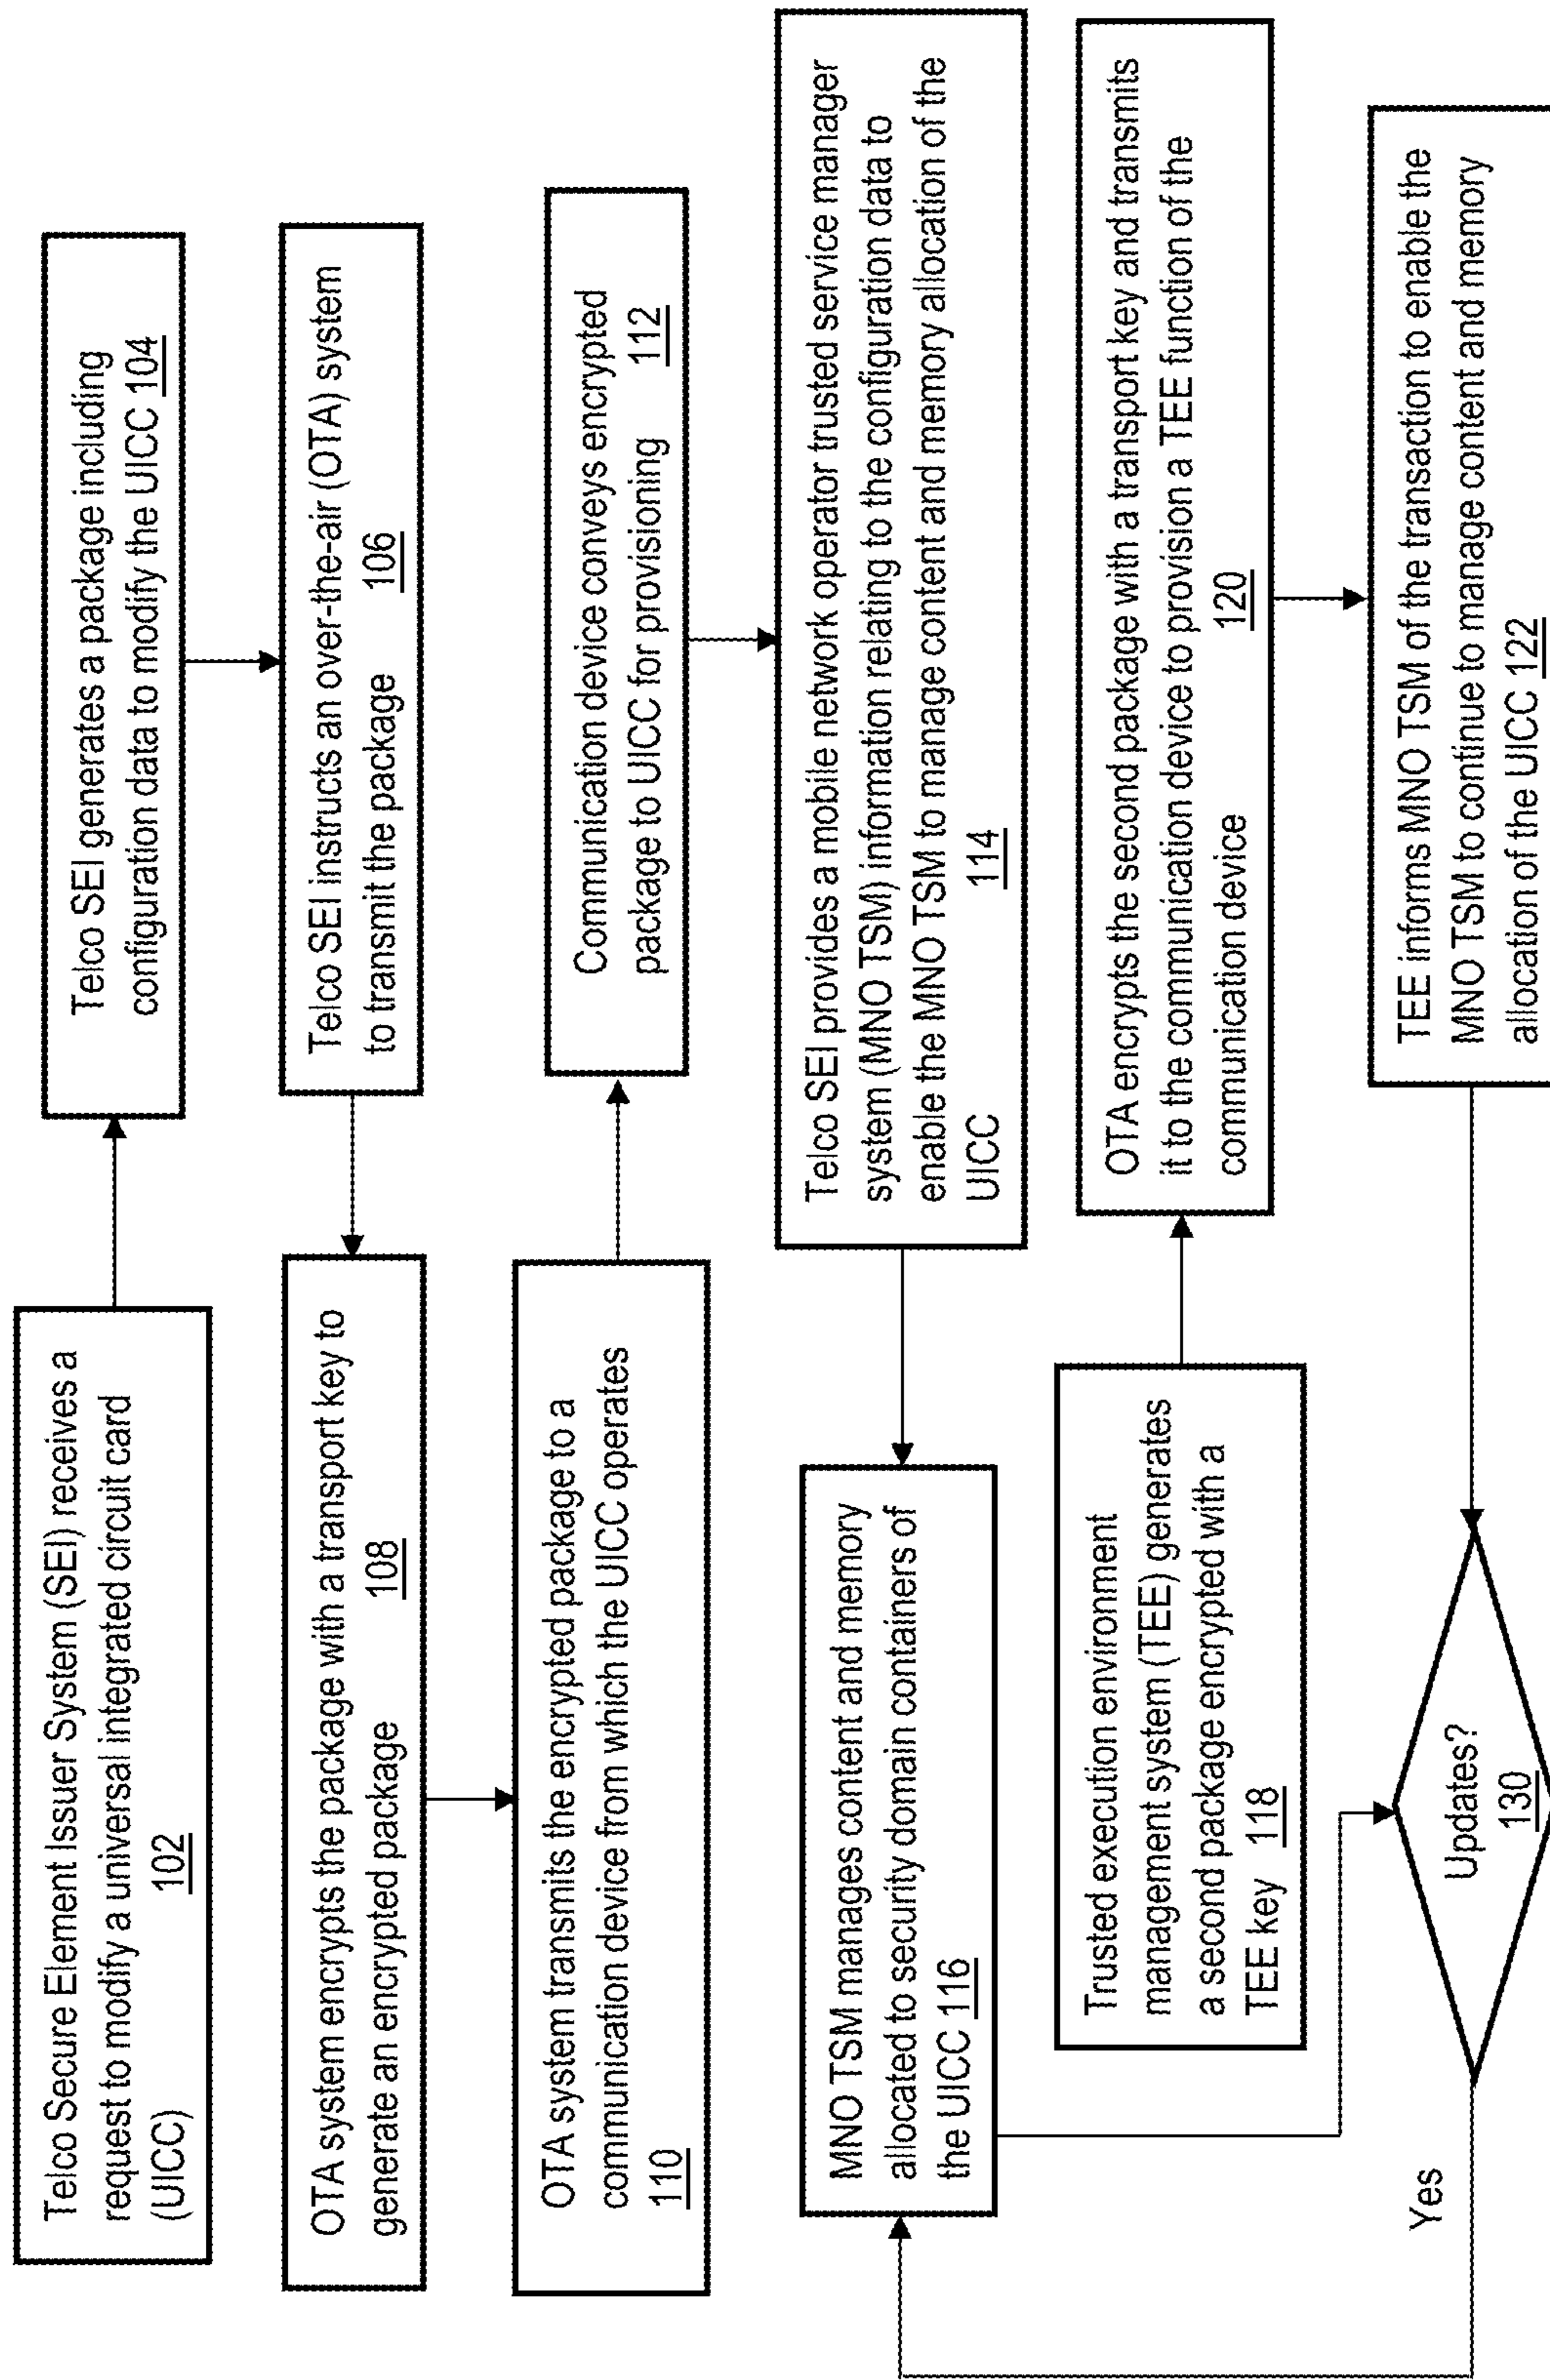 Telco Secure Element Issuer System (SEI) receives a
request to modify a universal integrated circuit card
(UICC)
102
Telco SEI generates a package including
configuration data to modify the UICC 104
Telco SEI instructs an over-the-air (OTA) system
to transmit the package 106
OTA system encrypts the package with a transport key to
generate an encrypted package 108
OTA system transmits the encrypted package to a
communication device from which the UICC operates
110
Communication device conveys encrypted
package to UICC for provisioning 112
Telco SEI provides a mobile network operator trusted service manager
system (MNO TSM) information relating to the configuration data to
enable the MNO TSM to manage content and memory allocation of the
UICC 114
MNO TSM manages content and memory
allocated to security domain containers of
the UICC 116
Trusted execution environment
management system (TEE) generates
a second package encrypted with a
TEE key 118
OTA encrypts the second package with a transport key and transmits
it to the communication device to provision a TEE function of the
communication device 120
TEE informs MNO TSM of the transaction to enable the
MNO TSM to continue to manage content and memory
allocation of the UICC 122
Updates?
130
Yes